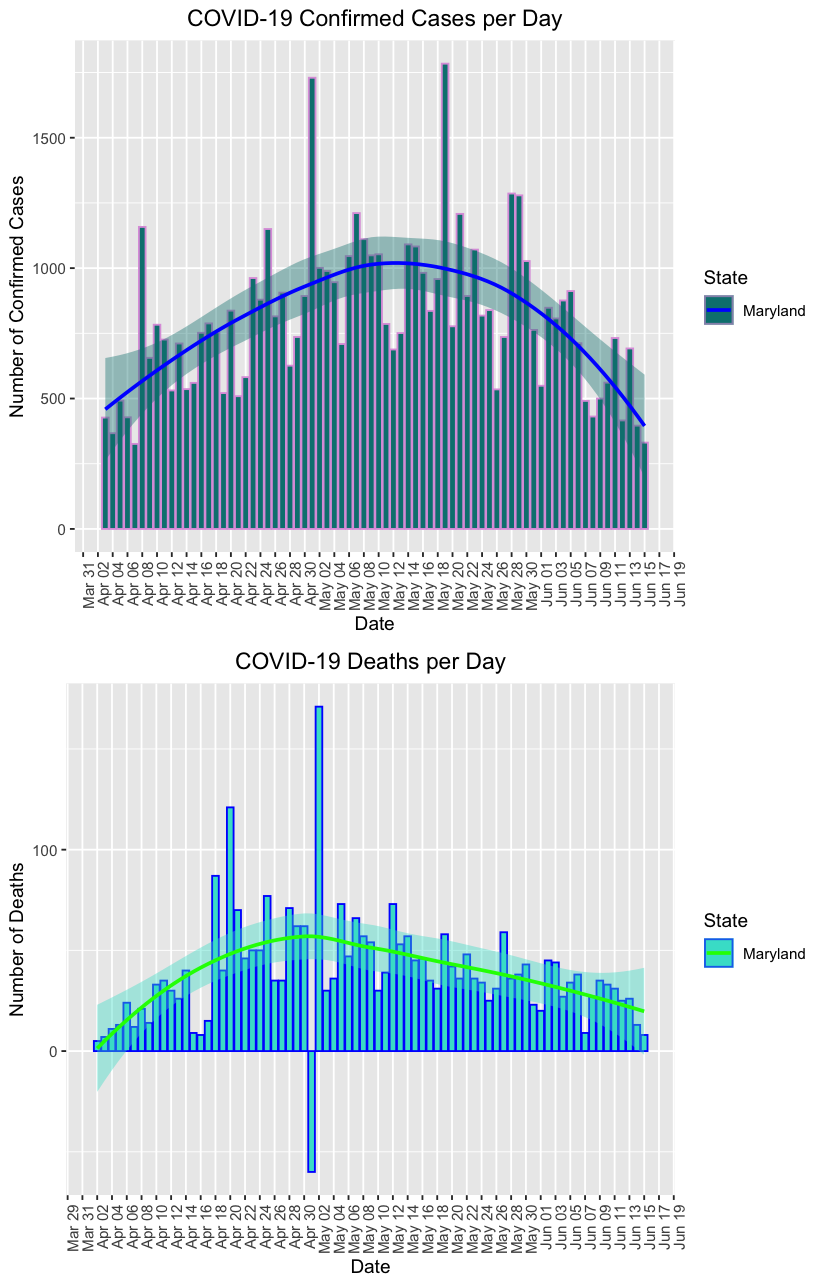 COVID-19 Confirmed Cases per Day
Number of Confirmed Cases
1500
1000
500
0
Mar 31
Apr 02
Apr 04
Apr 06
Apr 08
Apr 10
Apr 12
Apr 14
Apr 16
Apr 18
Apr 20
Apr 22
Apr 24
Apr 26
Apr 28
Apr 30
May 02
May 04
May 06
May 08
May 10
May 12
May 14
May 16
May 18
May 20
May 22
May 24
May 26
May 28
May 30
Jun 01
Jun 03
Jun 05
Jun 07
Jun 09
Jun 11
Jun 13
Jun 15
Jun 17
Jun 19
Date
State
Maryland
COVID-19 Deaths per Day
Number of Deaths
100
0
Mar 29
Mar 31
Apr 02
Apr 04
Apr 06
Apr 08
Apr 10
Apr 12
Apr 14
Apr 16
Apr 18
Apr 20
Apr 22
Apr 24
Apr 26
Apr 28
Apr 30
May 02
May 04
May 06
May 08
May 10
May 12
May 14
May 16
May 18
May 20
May 22
May 24
May 26
May 28
May 30
Jun 01
Jun 03
Jun 05
Jun 07
Jun 09
Jun 11
Jun 13
Jun 15
Jun 17
Jun 19
Date
State
Maryland